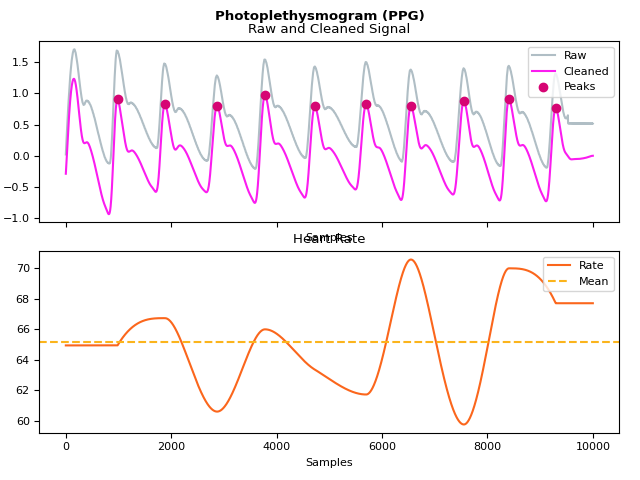 Photoplethysmogram (PPG)
Raw and Cleaned Signal
Raw
Cleaned
Peaks
1.5
1.0
0.5
0.0
−0.5
−1.0
Samples
Heart Rate
Rate
Mean
70
68
66
64
62
60
0 2000 4000 6000 8000 10000
Samples